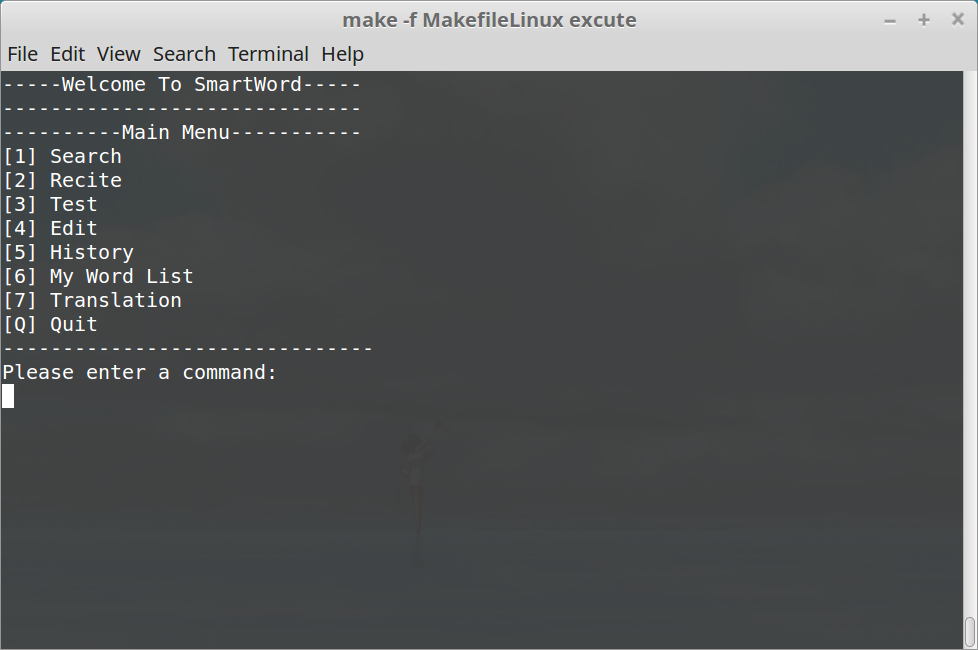 make -f MakefileLinux excute
File Edit View Search Terminal Help
-----Welcome To SmartWord-----
------------------------------
----------Main Menu-----------
[1] Search
[2] Recite
[3] Test
[4] Edit
[5] History
[6] My Word List
[7] Translation
[Q] Quit
-------------------------------
Please enter a command: